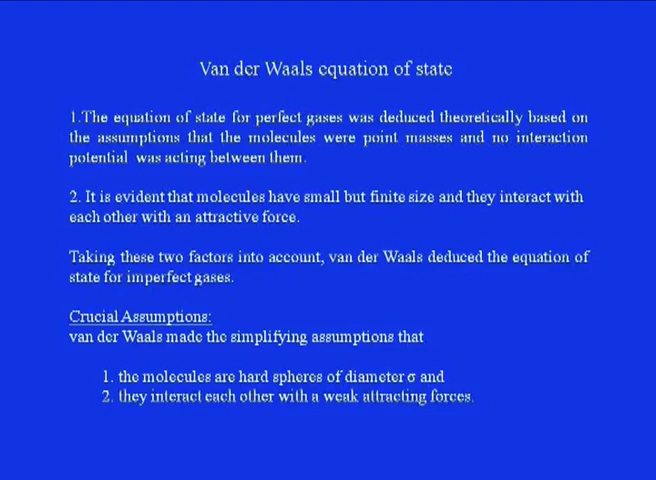 Van der Waals equation of state
1.The equation of state for perfect gases was deduced theoretically based on
the assumptions that the molecules were point masses and no interaction
potential was acting between them.
2. It is evident that molecules have small but finite size and they interact with
each other with an attractive force.
Taking these two factors into account, van der Waals deduced the equation of
state for imperfect gases.
Crucial Assumptions:
van der Waals made the simplifying assumptions that
1. the molecules are hard spheres of diameter σ and
2. they interact each other with a weak attracting forces.